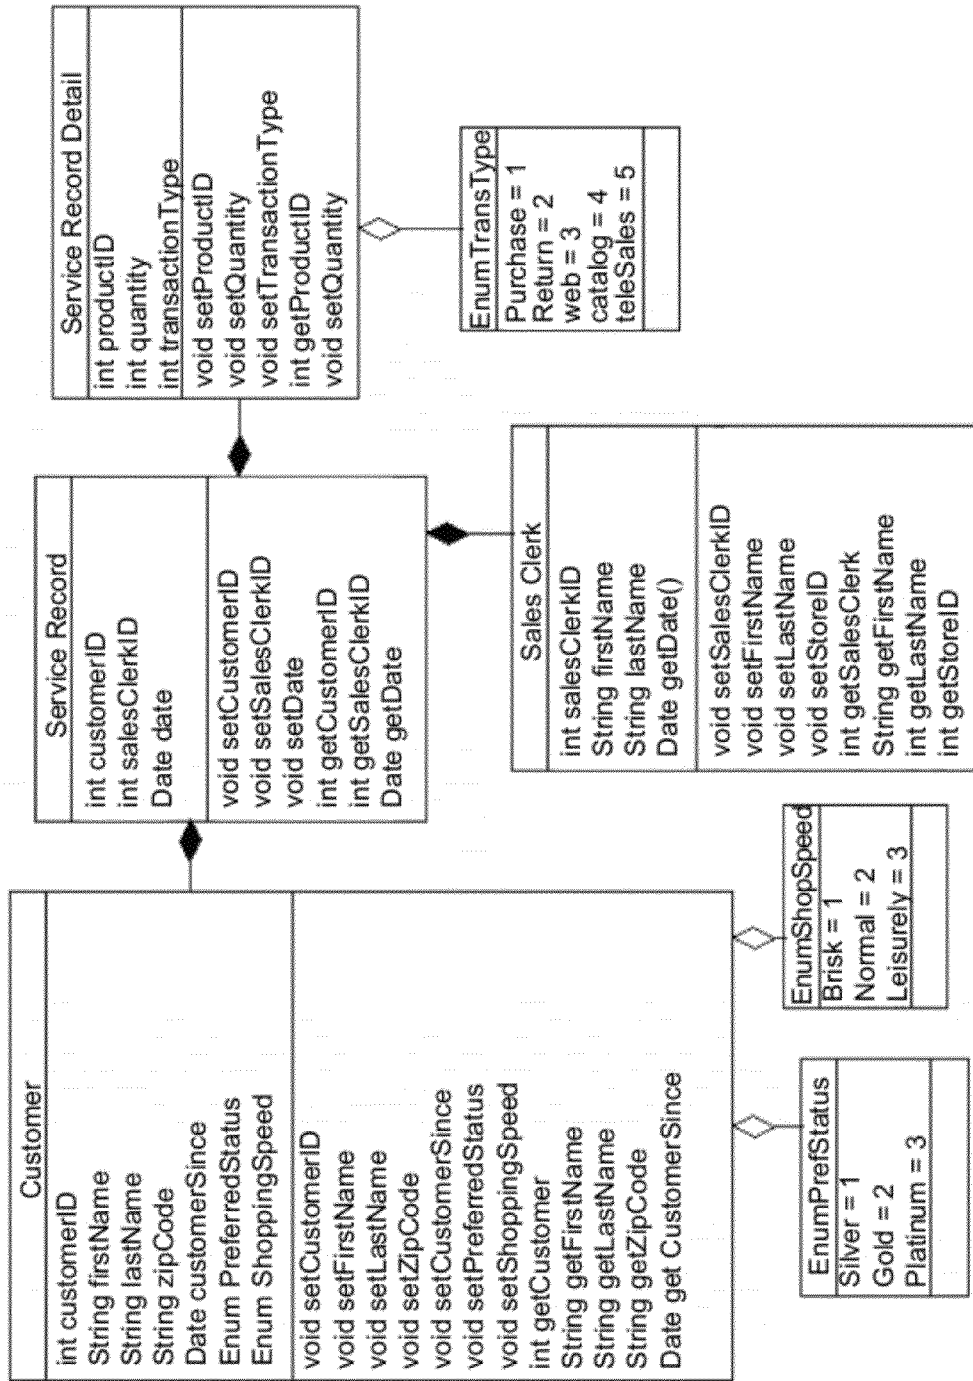 Customer
int customerID
String firstName
String lastName
String zipCode
Date customerSince
Enum PreferredStatus
Enum ShoppingSpeed
void setCustomerID
void setFirstName
void setLastName
void setZipCode
void setCustomerSince
void setPreferredStatus
void setShoppingSpeed
int getCustomer
String getFirstName
String getLastName
String getZipCode
Date get CustomerSince
EnumPrefStatus
Silver = 1
Gold = 2
Platinum = 3
EnumShopSpeed
Brisk = 1
Normal = 2
Leisurely = 3
Service Record
int customerID
int salesClerkID
Date date
void setCustomerID
void setSalesClerkID
void setDate
int getCustomerID
int getSalesClerkID
Date getDate
Sales Clerk
int salesClerkID
String firstName
String lastName
Date getDate()
void setSalesClerkID
void setFirstName
void setLastName
void setStoreID
int getSalesClerk
String getFirstName
int getLastName
int getStoreID
Service Record Detail
int productID
int quantity
int transactionType
void setProductID
void setQuantity
void setTransactionType
int getProductID
void setQuantity
EnumTransType
Purchase = 1
Return = 2
web = 3
catalog = 4
teleSales = 5